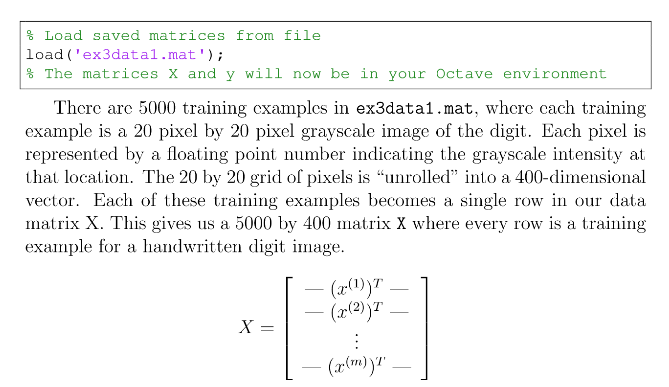 % Load saved matrices from file
load('ex3data1.mat');
% The matrices X and y will now be in your Octave environment
There are 5000 training examples in ex3data1.mat, where each training
example is a 20 pixel by 20 pixel grayscale image of the digit. Each pixel is
represented by a floating point number indicating the grayscale intensity at
that location. The 20 by 20 grid of pixels is “unrolled” into a 400-dimensional
vector. Each of these training examples becomes a single row in our data
matrix X. This gives us a 5000 by 400 matrix X where every row is a training
example for a handwritten digit image.
— (x^(1))^T —
— (x^(2))^T —
X =
⋮
— (x^(m))^T —